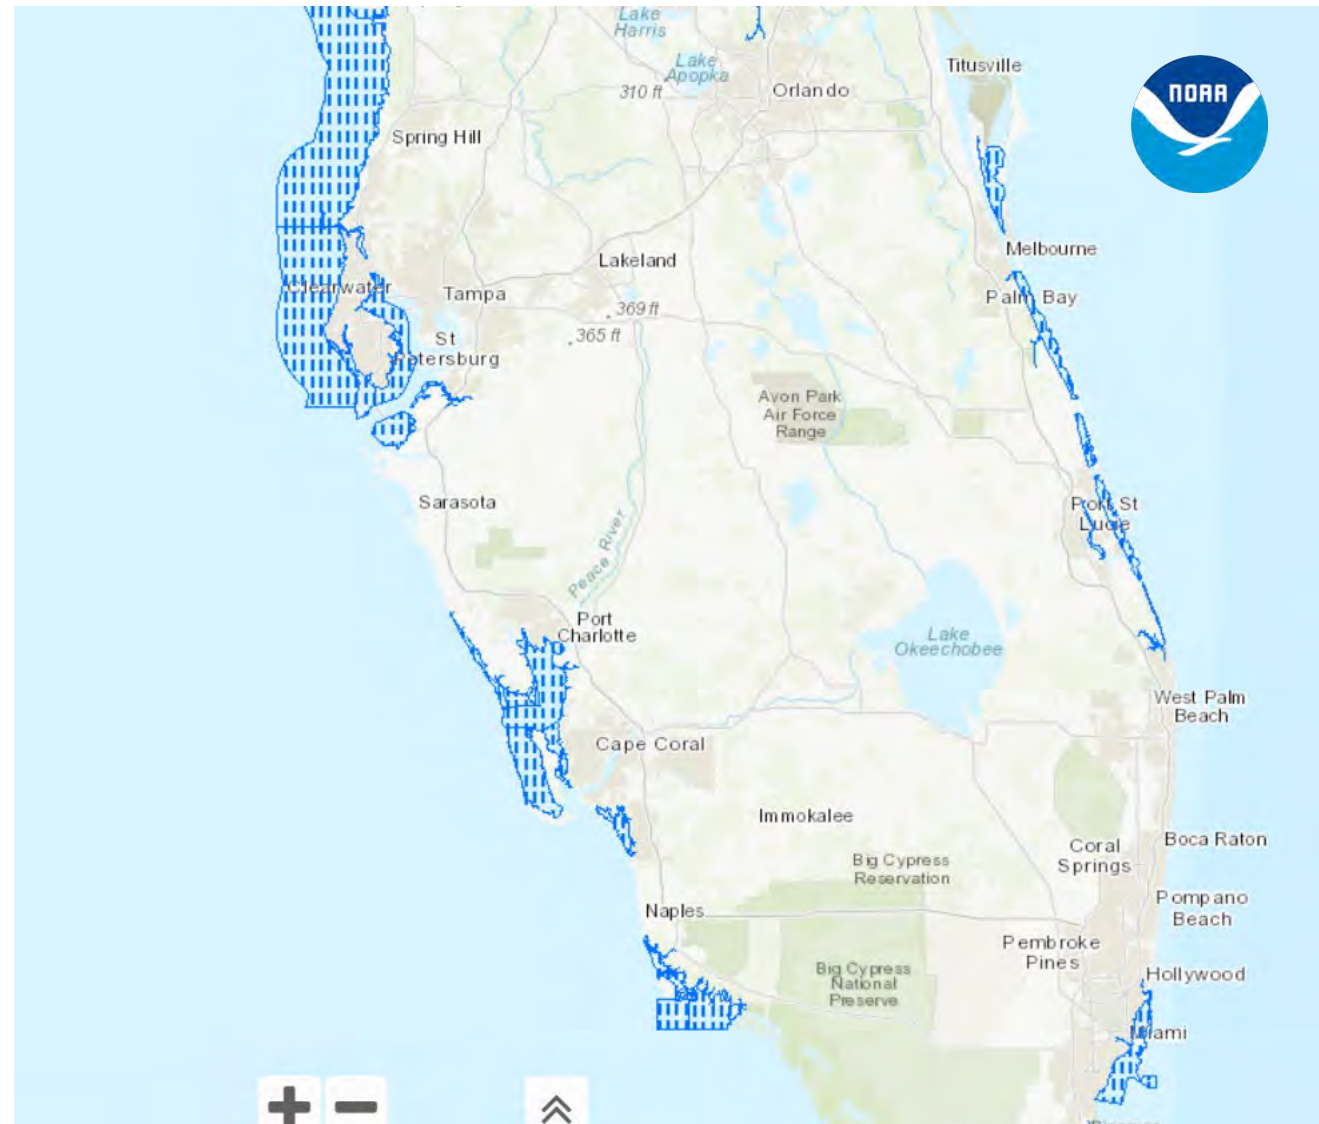 Lake
Harris
Lake
Apopka
310 ft
Orlando
Titusville
NOAA
Spring Hill
Melbourne
Lakeland
Clearwater
Tampa
Palm Bay
369 ft
365 ft
St
Petersburg
Avon Park
Air Force
Range
Sarasota
Port St
Lucie
Peace River
Port
Charlotte
Lake
Okeechobee
West Palm
Beach
Cape Coral
Immokalee
Boca Raton
Coral
Springs
Big Cypress
Reservation
Pompano
Beach
Naples
Pembroke
Pines
Big Cypress
National
Preserve
Hollywood
Miami